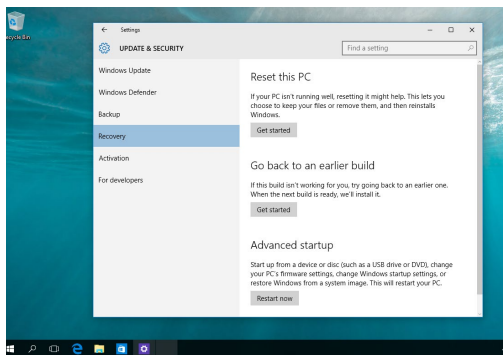 Recycle Bin
Settings
UPDATE & SECURITY
Find a setting
Windows Update
Windows Defender
Backup
Recovery
Activation
For developers
Reset this PC
If your PC isn't running well, resetting it might help. This lets you
choose to keep your files or remove them, and then reinstalls
Windows.
Get started
Go back to an earlier build
If this build isn't working for you, try going back to an earlier one.
When the next build is ready, we'll install it.
Get started
Advanced startup
Start up from a device or disc (such as a USB drive or DVD), change
your PC's firmware settings, change Windows startup settings, or
restore Windows from a system image. This will restart your PC.
Restart now